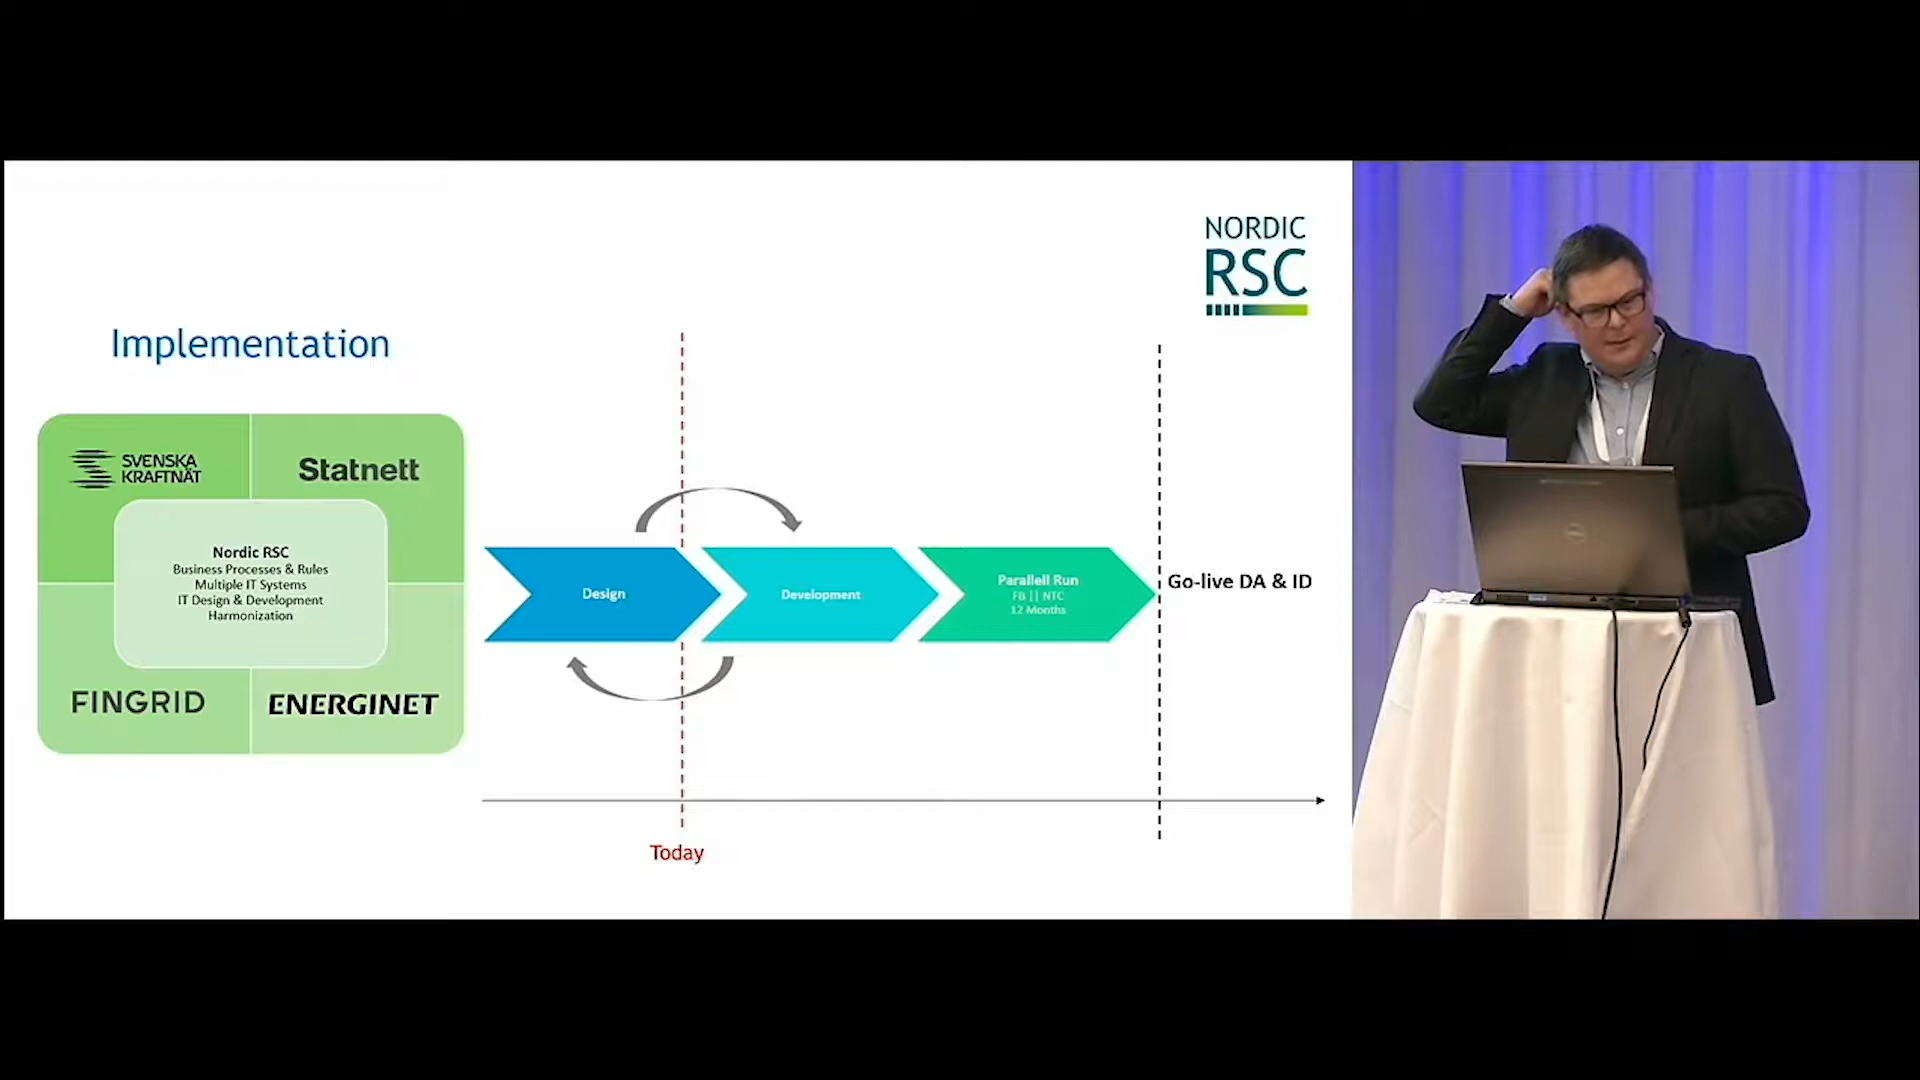 NORDIC
RSC
Implementation
SVENSKA
KRAFTNÄT
Statnett
Nordic RSC
Business Processes & Rules
Multiple IT Systems
IT Design & Development
Harmonization
FINGRID
ENERGINET
Design
Development
Parallell Run
FB || NTC
12 Months
Go-live DA & ID
Today